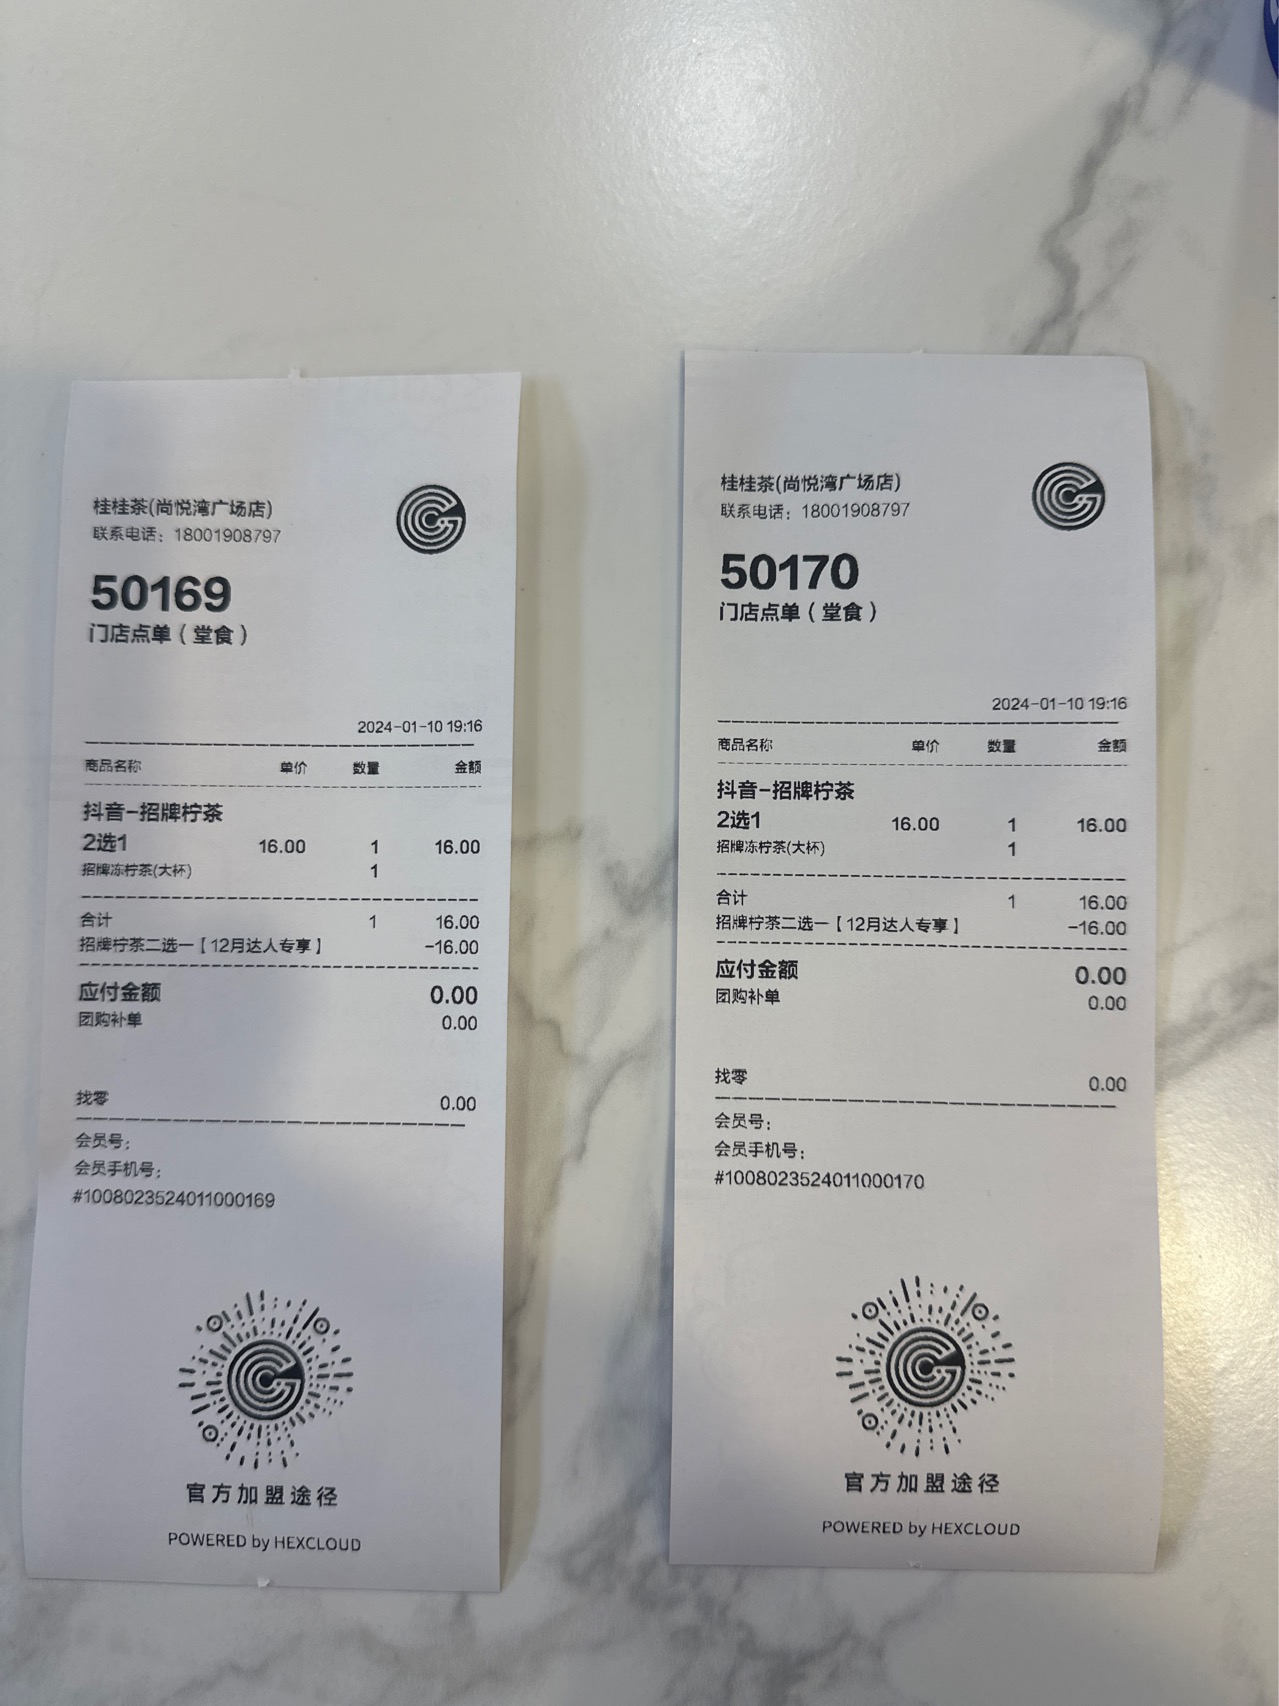 桂桂茶(尚悦湾广场店)
联系电话：18001908797
50169
门店点单（堂食）
2024-01-10 19:16
商品名称 单价 数量 金额
抖音-招牌柠茶
2选1 16.00 1 16.00
招牌冻柠茶(大杯) 1
合计 1 16.00
招牌柠茶二选一【12月达人专享】 -16.00
应付金额 0.00
团购补单 0.00
找零 0.00
会员号：
会员手机号：
#1008023524011000169
官方加盟途径
POWERED by HEXCLOUD
桂桂茶(尚悦湾广场店)
联系电话：18001908797
50170
门店点单（堂食）
2024-01-10 19:16
商品名称 单价 数量 金额
抖音-招牌柠茶
2选1 16.00 1 16.00
招牌冻柠茶(大杯) 1
合计 1 16.00
招牌柠茶二选一【12月达人专享】 -16.00
应付金额 0.00
团购补单 0.00
找零 0.00
会员号：
会员手机号：
#1008023524011000170
官方加盟途径
POWERED by HEXCLOUD